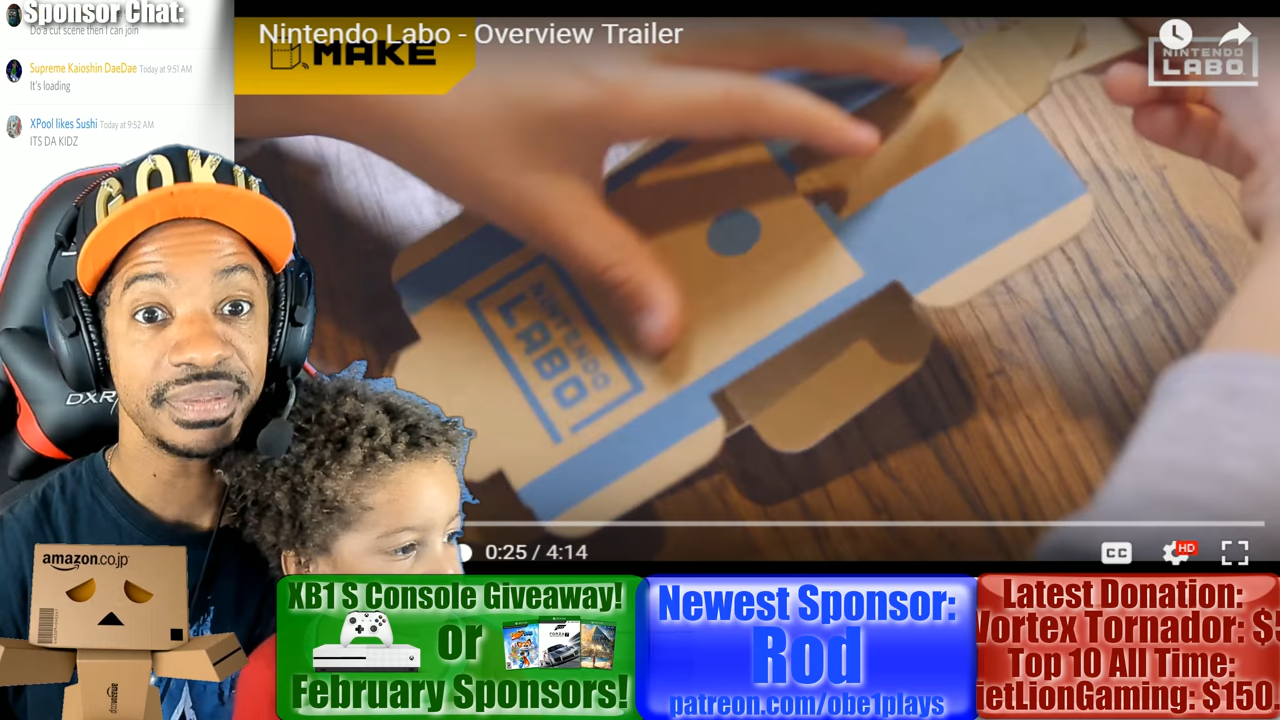 Sponsor Chat:
Do a cut scene then I can join
Supreme Kaioshin DaeDae Today at 9:51 AM
It's loading
XPool likes Sushi Today at 9:52 AM
ITS DA KIDZ
Nintendo Labo - Overview Trailer
MAKE
NINTENDO
LABO
NINTENDO
LABO
GOKU
DXR
0:25 / 4:14
CC
HD
amazon.co.jp
XB1 S Console Giveaway!
or
February Sponsors!
Newest Sponsor:
Rod
patreon.com/obe1plays
Latest Donation:
Vortex Tornador: $
Top 10 All Time:
ietLionGaming: $150